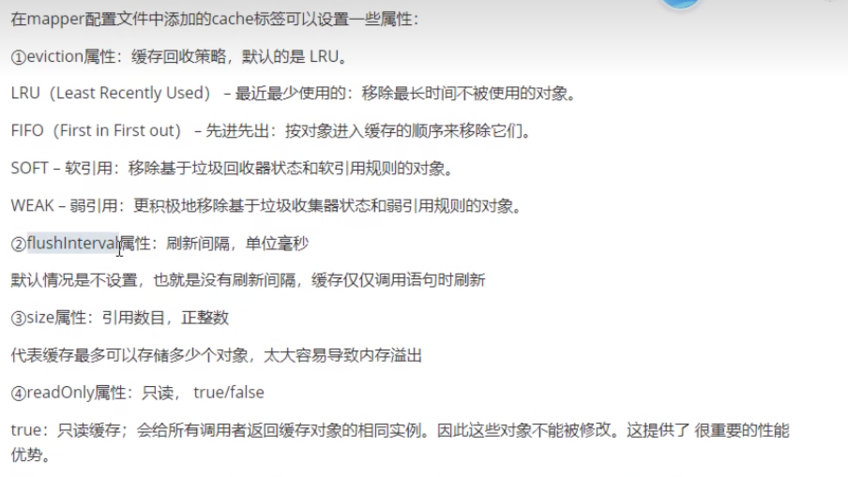 在mapper配置文件中添加的cache标签可以设置一些属性：
①eviction属性：缓存回收策略，默认的是 LRU。
LRU（Least Recently Used） – 最近最少使用的：移除最长时间不被使用的对象。
FIFO（First in First out） – 先进先出：按对象进入缓存的顺序来移除它们。
SOFT – 软引用：移除基于垃圾回收器状态和软引用规则的对象。
WEAK – 弱引用：更积极地移除基于垃圾收集器状态和弱引用规则的对象。
②flushInterval属性：刷新间隔，单位毫秒
默认情况是不设置，也就是没有刷新间隔，缓存仅仅调用语句时刷新
③size属性：引用数目，正整数
代表缓存最多可以存储多少个对象，太大容易导致内存溢出
④readOnly属性：只读， true/false
true：只读缓存；会给所有调用者返回缓存对象的相同实例。因此这些对象不能被修改。这提供了 很重要的性能
优势。